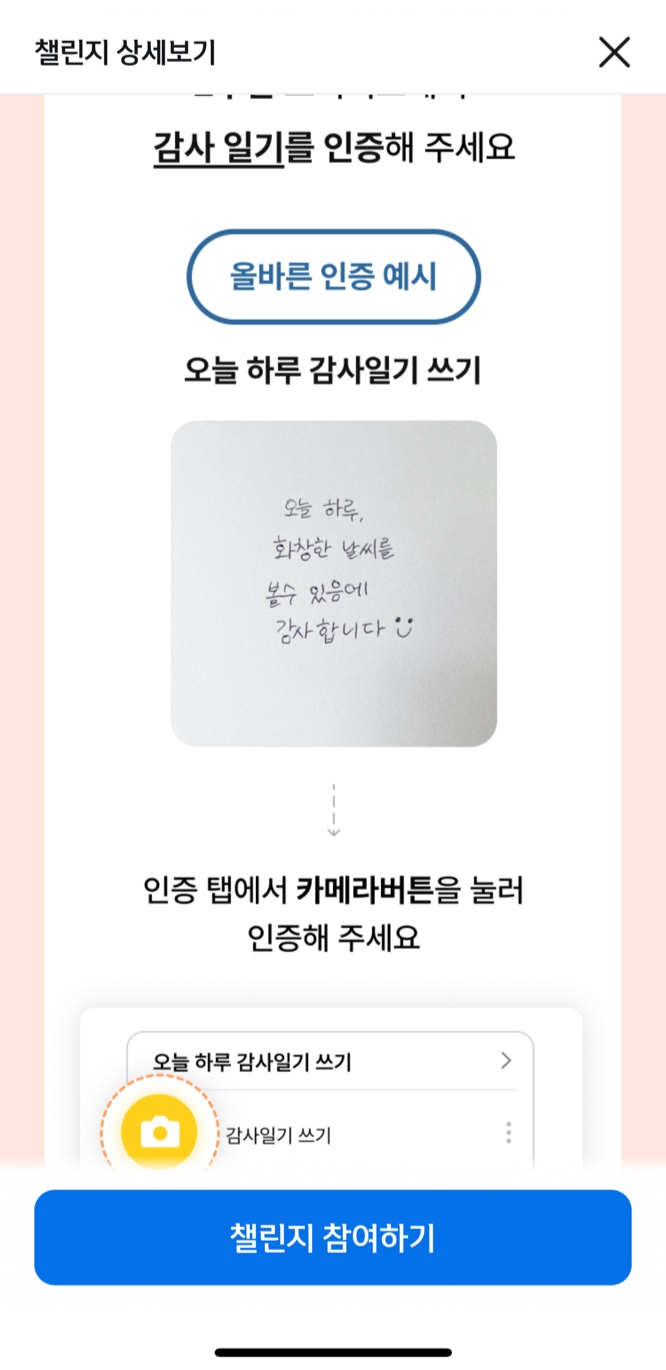 챌린지 상세보기
감사 일기를 인증해 주세요
올바른 인증 예시
오늘 하루 감사일기 쓰기
오늘 하루,
화창한 날씨를
볼수 있음에
감사합니다
인증 탭에서 카메라버튼을 눌러
인증해 주세요
오늘 하루 감사일기 쓰기
감사일기 쓰기
챌린지 참여하기